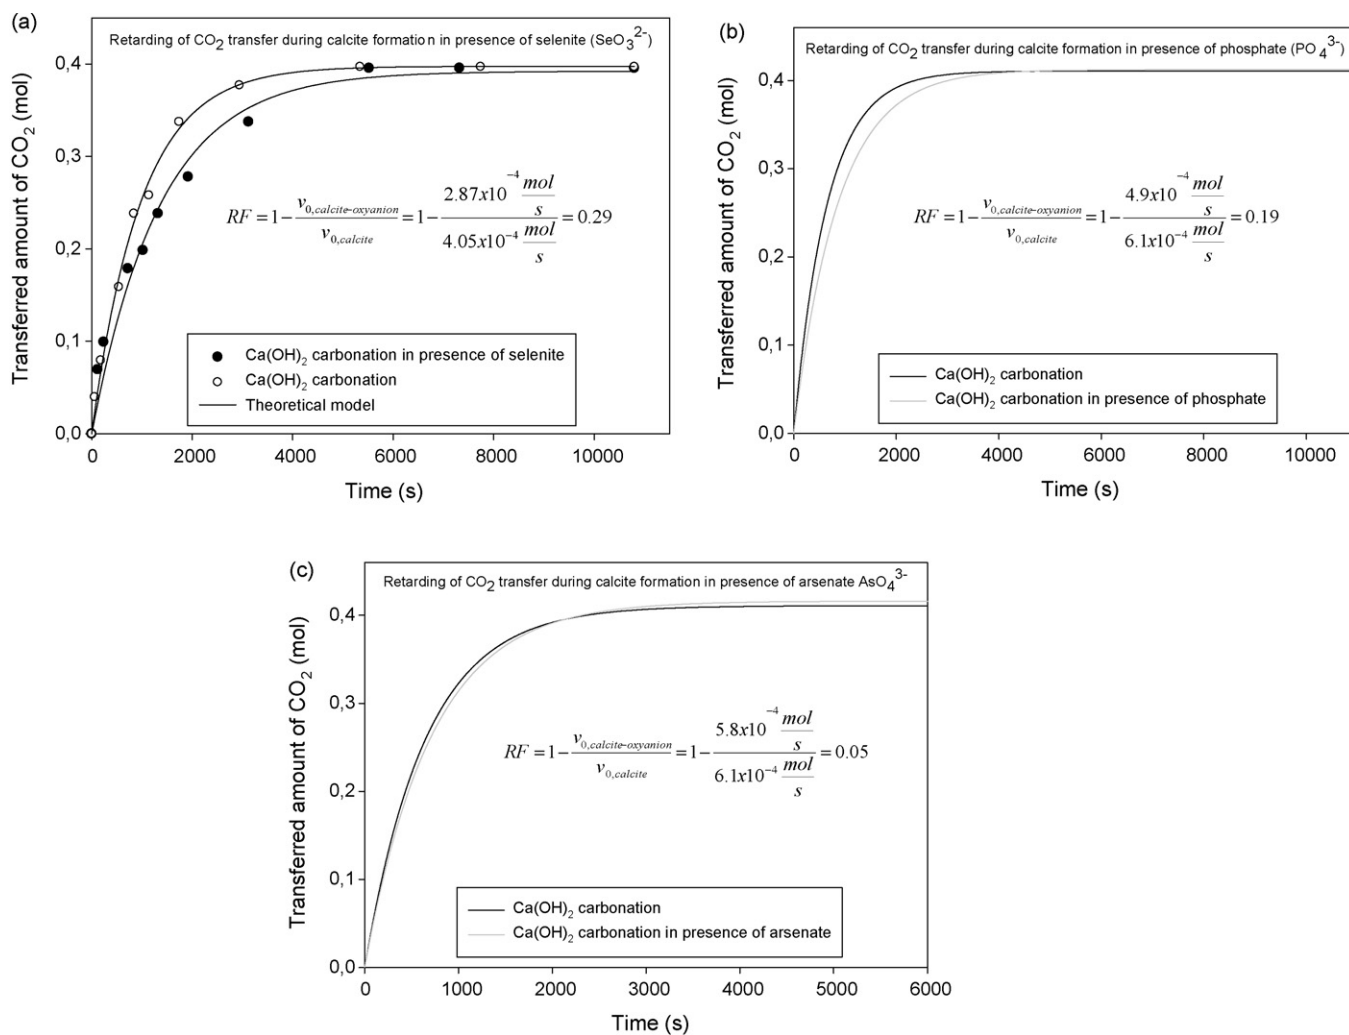 (a)
Retarding of CO2 transfer during calcite formation in presence of selenite (SeO3^2-)
Transferred amount of CO2 (mol)
0,4
0,3
0,2
0,1
0,0
RF = 1 - v0,calcite-oxyanion / v0,calcite = 1 - 2.87x10^-4 mol/s / 4.05x10^-4 mol/s = 0.29
Ca(OH)2 carbonation in presence of selenite
Ca(OH)2 carbonation
Theoretical model
0 2000 4000 6000 8000 10000
Time (s)
(b)
Retarding of CO2 transfer during calcite formation in presence of phosphate (PO4^3-)
Transferred amount of CO2 (mol)
0,4
0,3
0,2
0,1
0,0
RF = 1 - v0,calcite-oxyanion / v0,calcite = 1 - 4.9x10^-4 mol/s / 6.1x10^-4 mol/s = 0.19
Ca(OH)2 carbonation
Ca(OH)2 carbonation in presence of phosphate
0 2000 4000 6000 8000 10000
Time (s)
(c)
Retarding of CO2 transfer during calcite formation in presence of arsenate AsO4^3-
Transferred amount of CO2 (mol)
0,4
0,3
0,2
0,1
0,0
RF = 1 - v0,calcite-oxyanion / v0,calcite = 1 - 5.8x10^-4 mol/s / 6.1x10^-4 mol/s = 0.05
Ca(OH)2 carbonation
Ca(OH)2 carbonation in presence of arsenate
0 1000 2000 3000 4000 5000 6000
Time (s)